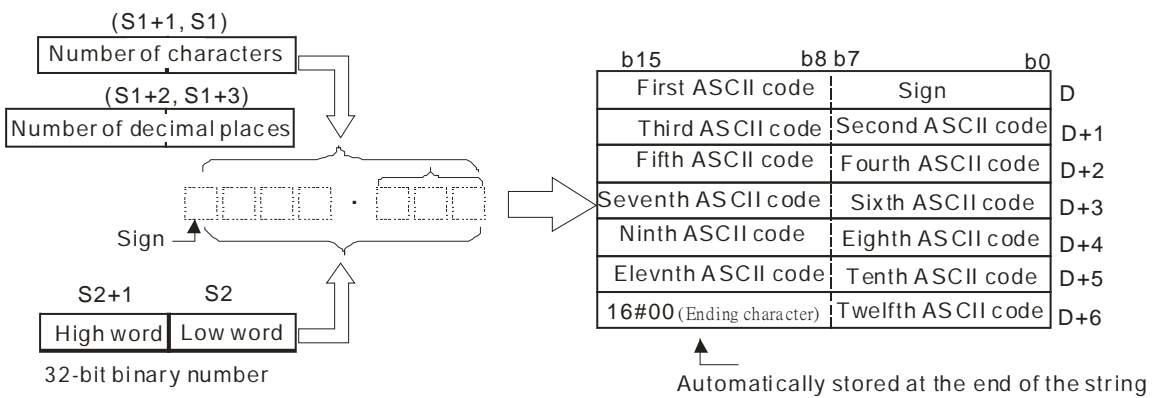 (S1+1, S1)
Number of characters
(S1+2, S1+3)
Number of decimal places
Sign
S2+1 S2
High word Low word
32-bit binary number
b15 b8 b7 b0
First ASCII code Sign D
Third ASCII code Second ASCII code D+1
Fifth ASCII code Fourth ASCII code D+2
Seventh ASCII code Sixth ASCII code D+3
Ninth ASCII code Eighth ASCII code D+4
Elevnth ASCII code Tenth ASCII code D+5
16#00 (Ending character) Twelfth ASCII code D+6
Automatically stored at the end of the string